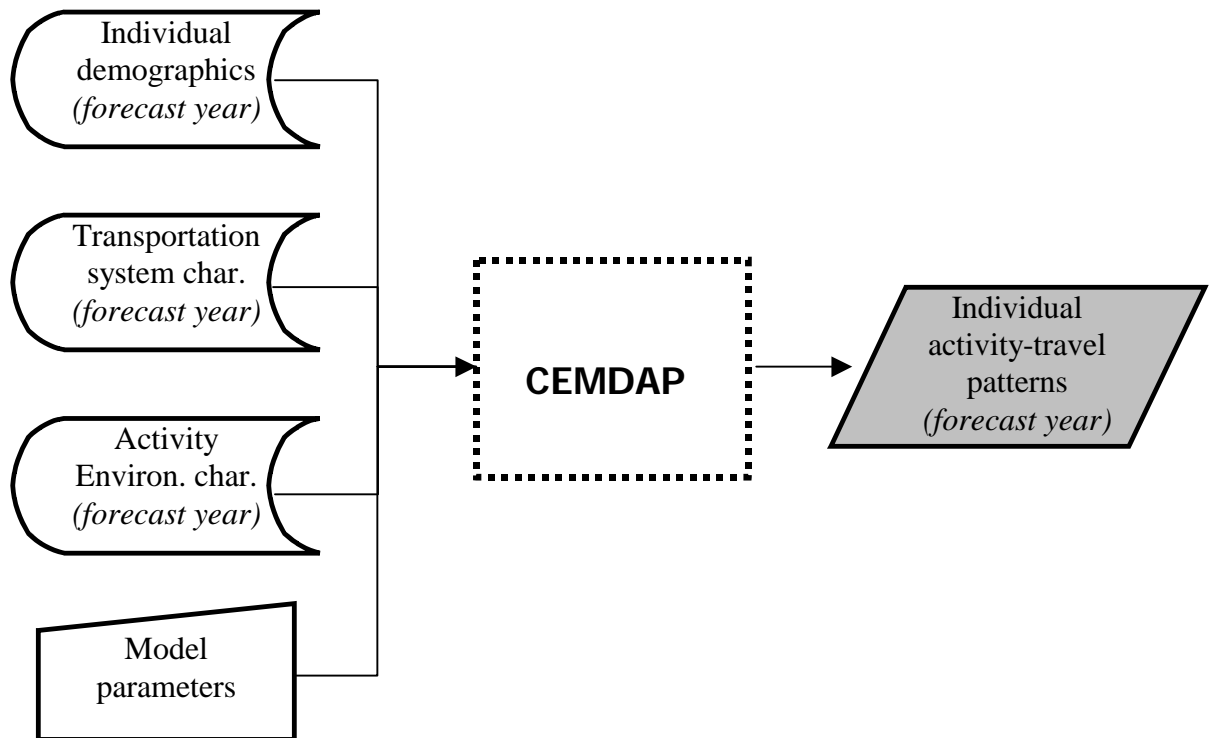 Individual
demographics
(forecast year)
Transportation
system char.
(forecast year)
Activity
Environ. char.
(forecast year)
Model
parameters
CEMDAP
Individual
activity-travel
patterns
(forecast year)